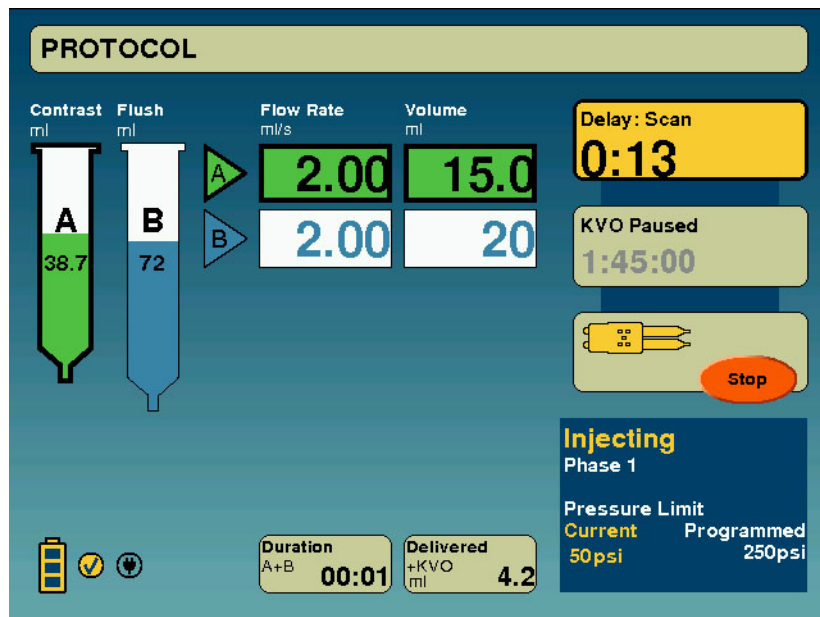 PROTOCOL
Contrast Flush Flow Rate Volume
ml ml ml/s ml
Delay: Scan
0:13
A 2.00 15.0
A B
B 2.00 20
38.7 72
KVO Paused
1:45:00
Stop
Injecting
Phase 1
Pressure Limit
Current Programmed
50psi 250psi
Duration
A+B 00:01
Delivered
+KVO
ml 4.2